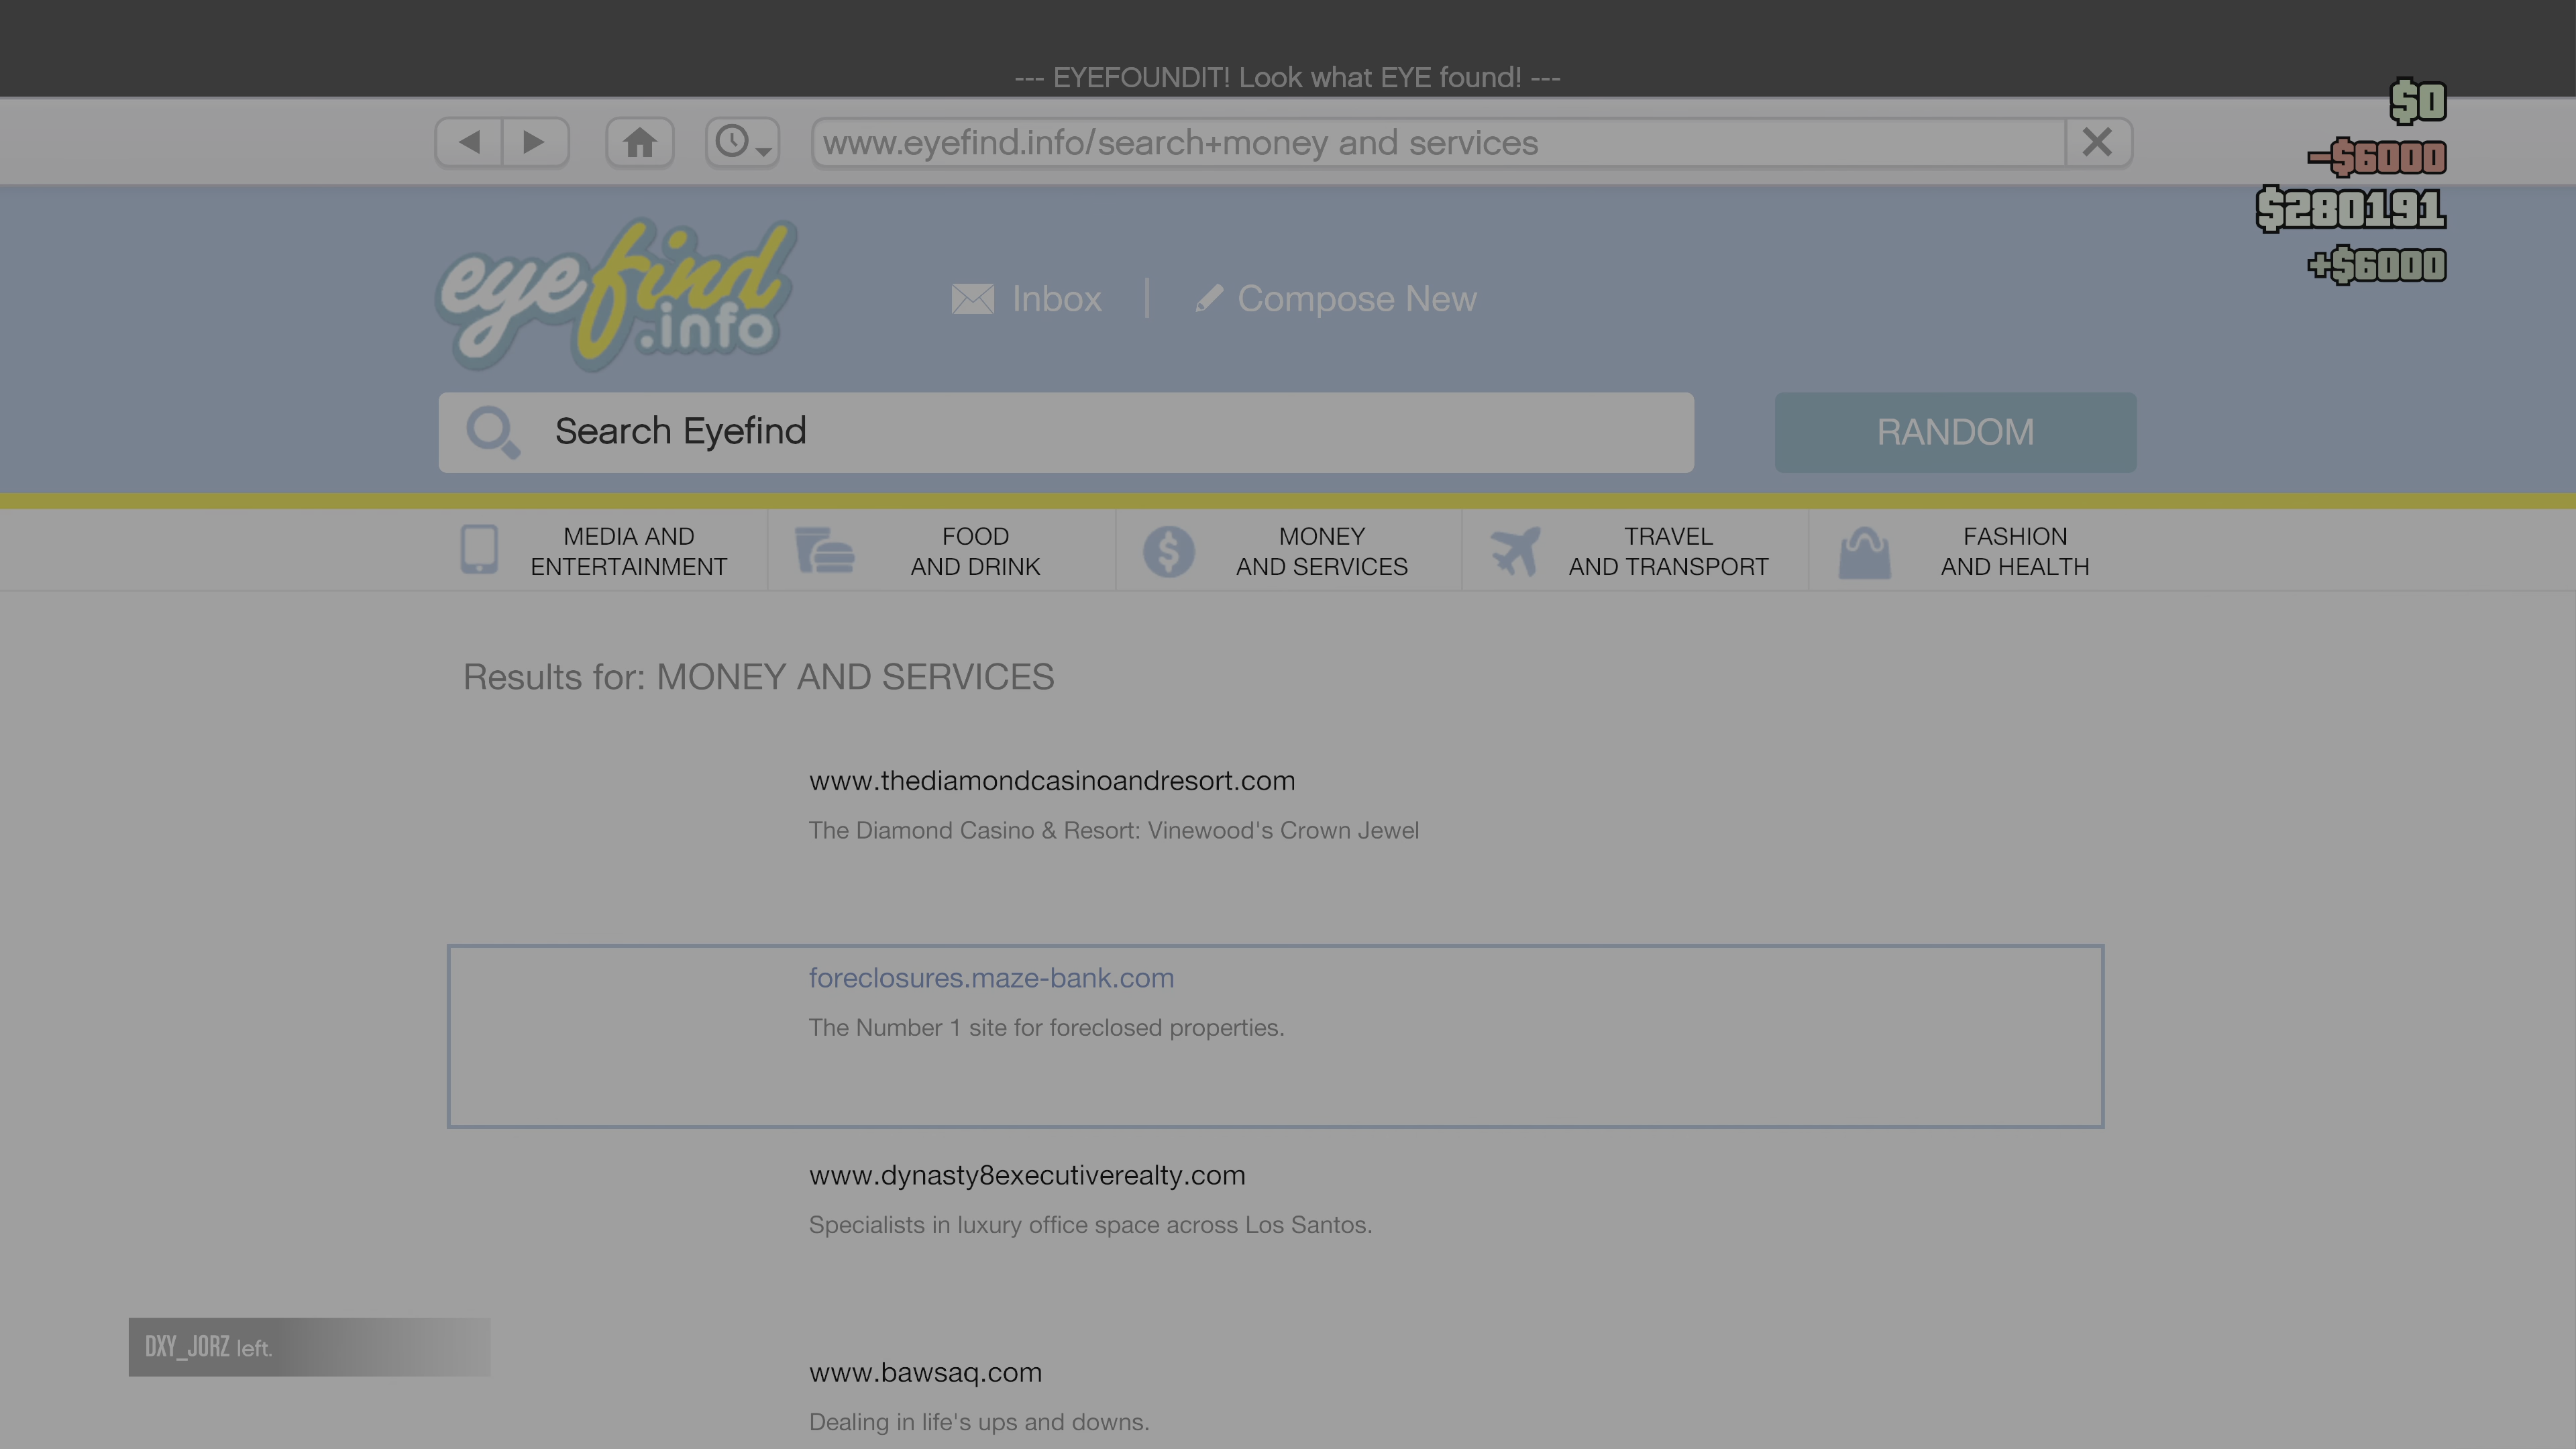 --- EYEFOUNDIT! Look what EYE found! ---
www.eyefind.info/search+money and services
$0
-$6000
$280191
+$6000
eyefind
.info
Inbox
Compose New
Search Eyefind
RANDOM
MEDIA AND
ENTERTAINMENT
FOOD
AND DRINK
MONEY
AND SERVICES
TRAVEL
AND TRANSPORT
FASHION
AND HEALTH
Results for: MONEY AND SERVICES
www.thediamondcasinoandresort.com
The Diamond Casino & Resort: Vinewood's Crown Jewel
foreclosures.maze-bank.com
The Number 1 site for foreclosed properties.
www.dynasty8executiverealty.com
Specialists in luxury office space across Los Santos.
DXY_JORZ left.
www.bawsaq.com
Dealing in life's ups and downs.